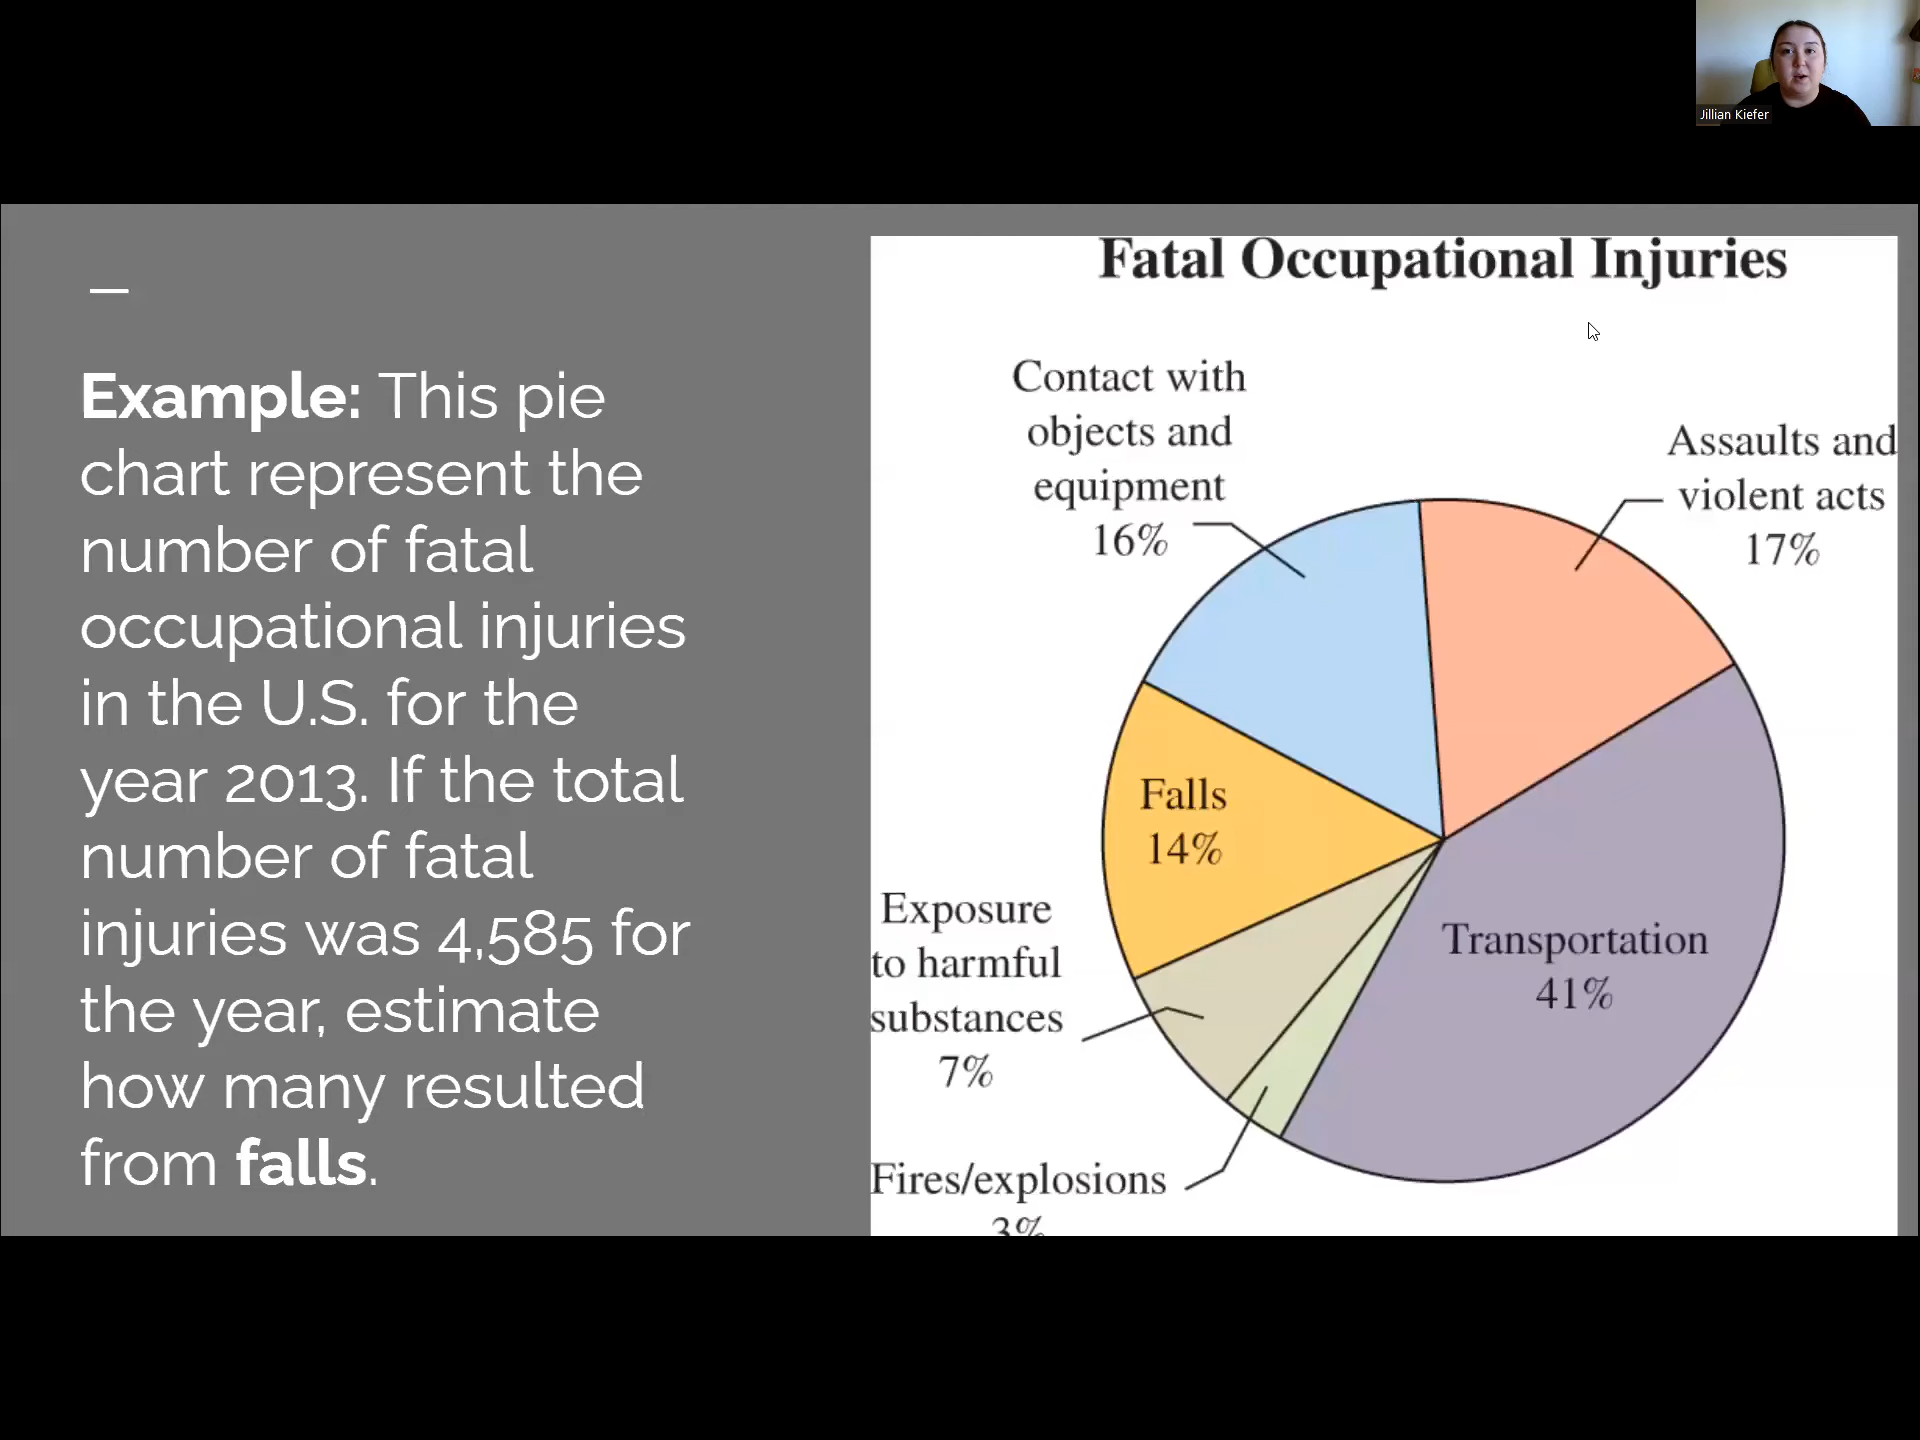 Jillian Kiefer
Example: This pie
chart represent the
number of fatal
occupational injuries
in the U.S. for the
year 2013. If the total
number of fatal
injuries was 4,585 for
the year, estimate
how many resulted
from falls.
Fatal Occupational Injuries
Contact with
objects and
equipment
16%
Assaults and
violent acts
17%
Falls
14%
Exposure
to harmful
substances
7%
Transportation
41%
Fires/explosions
3%